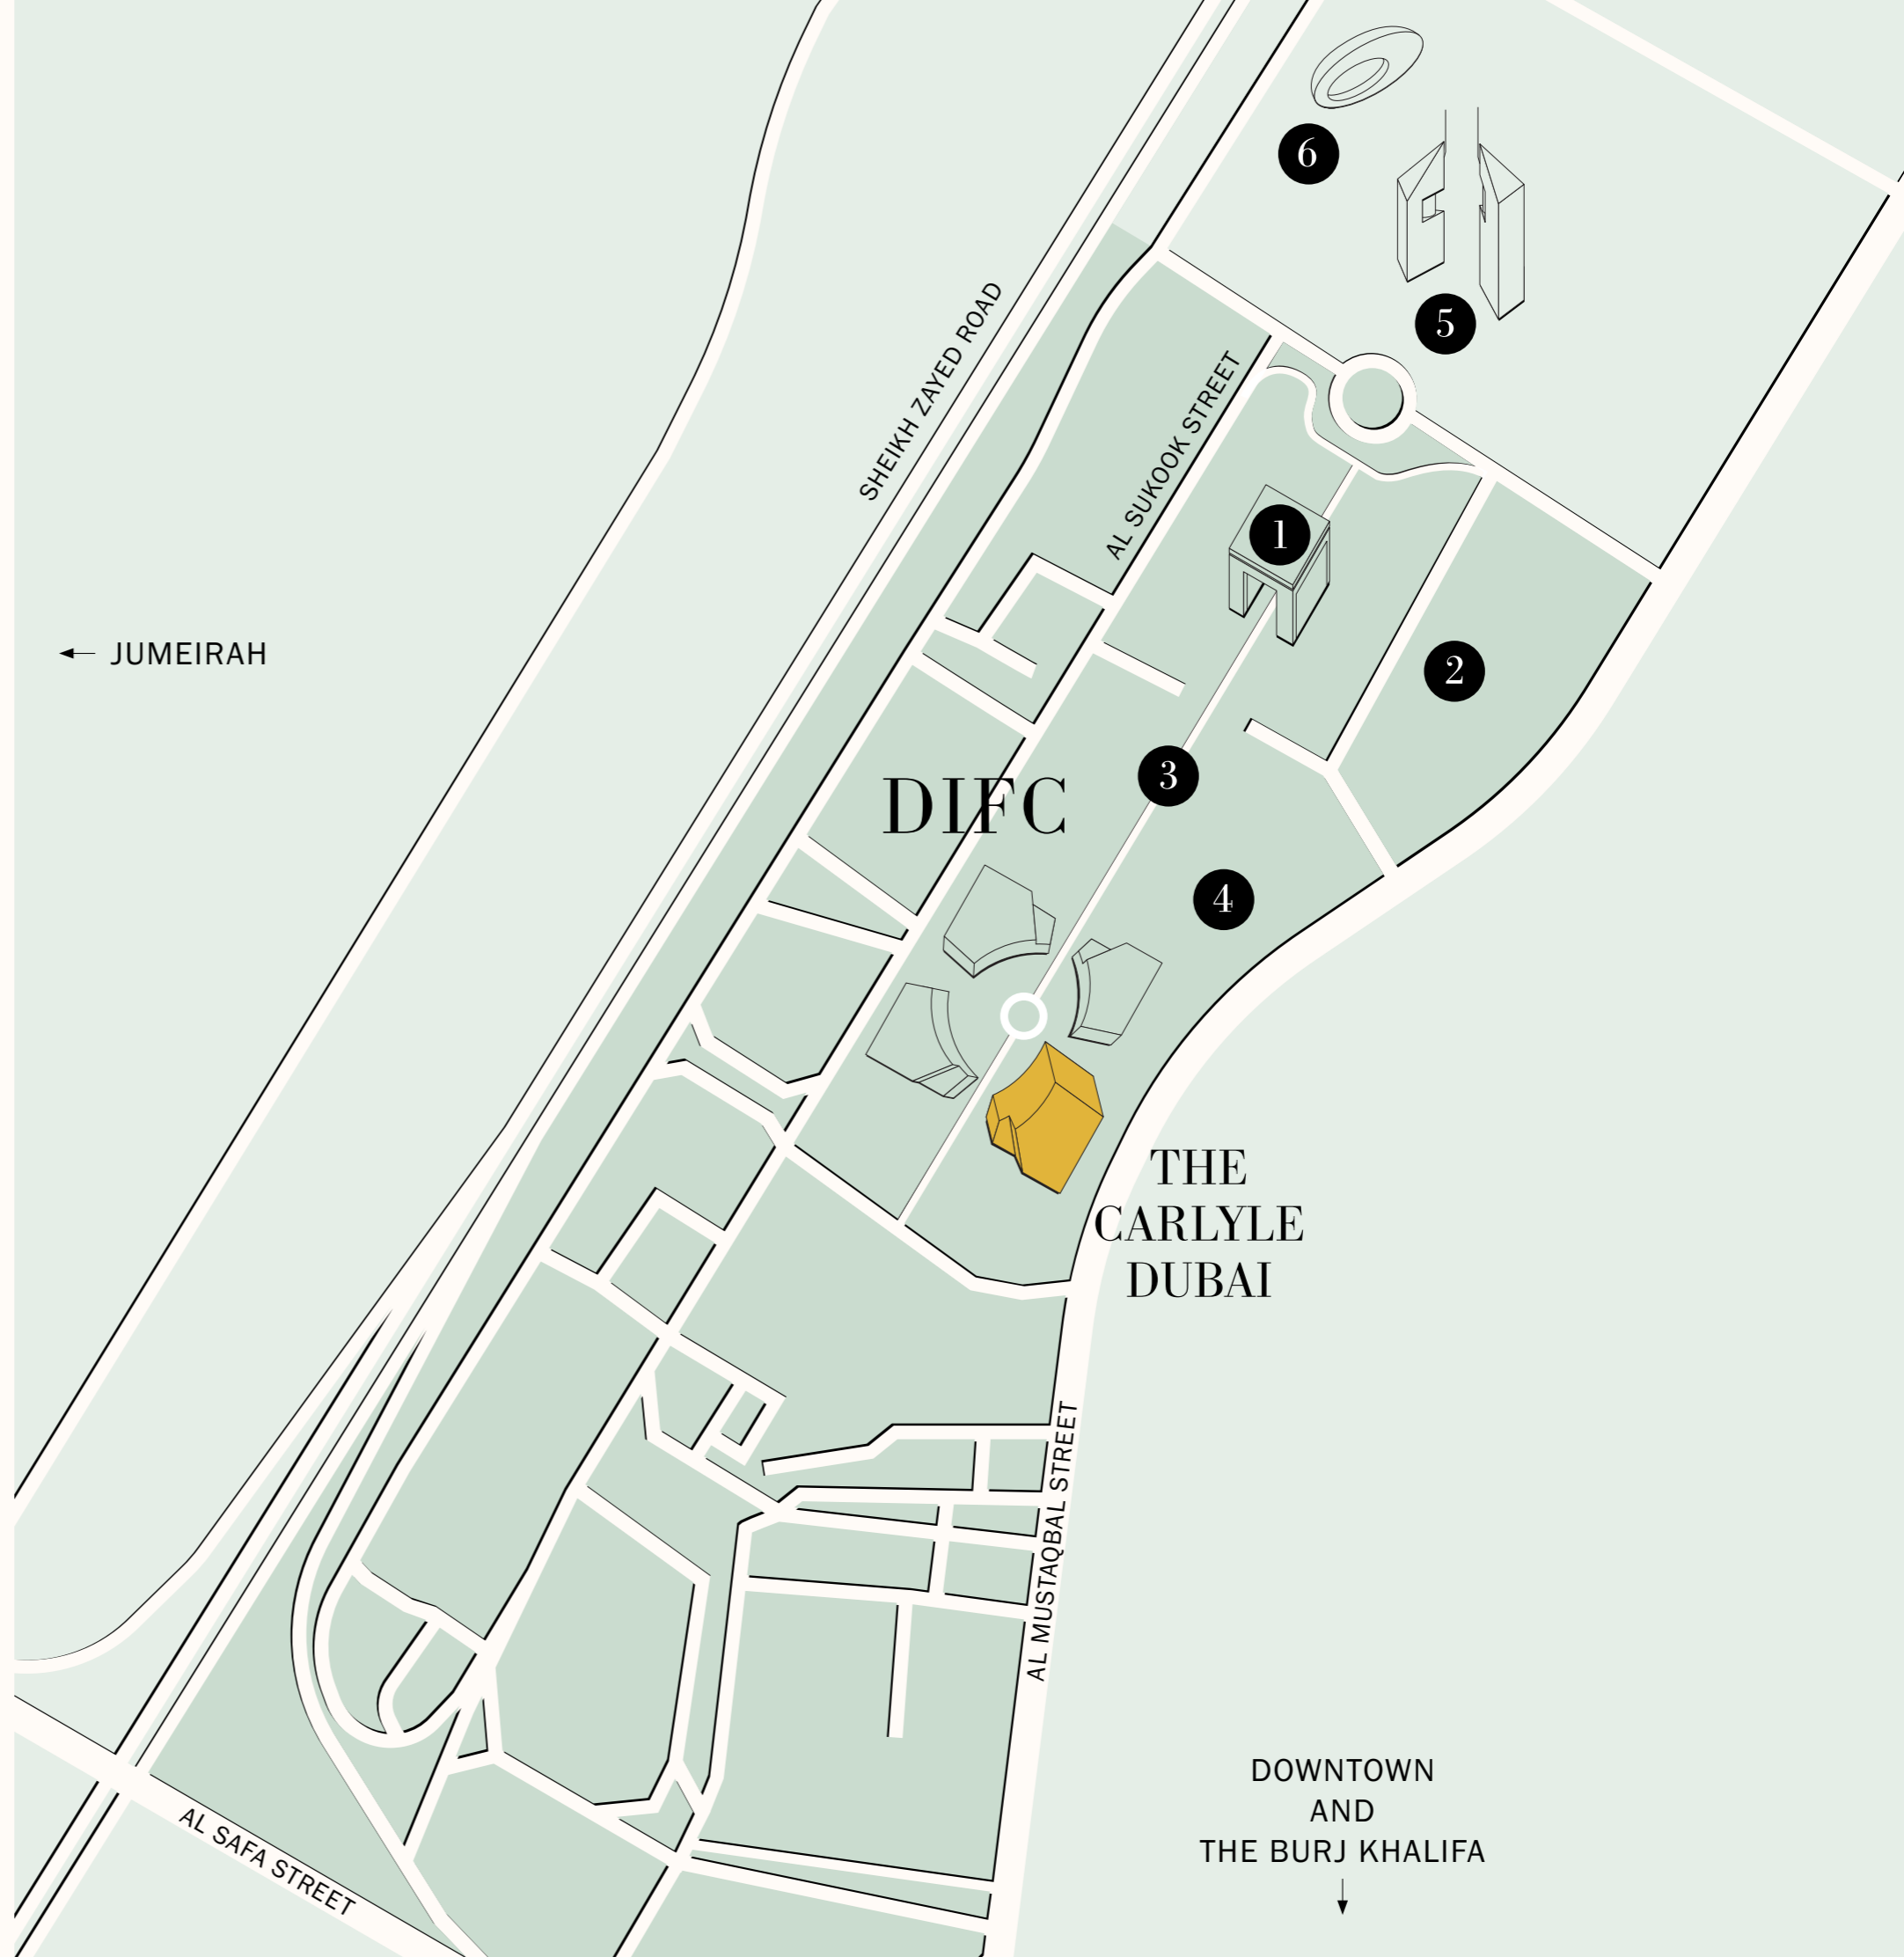 6
5
SHEIKH ZAYED ROAD
AL SUKOOK STREET
1
JUMEIRAH
2
3
DIFC
4
THE
CARLYLE
DUBAI
AL MUSTAQBAL STREET
DOWNTOWN
AND
THE BURJ KHALIFA
AL SAFA STREET